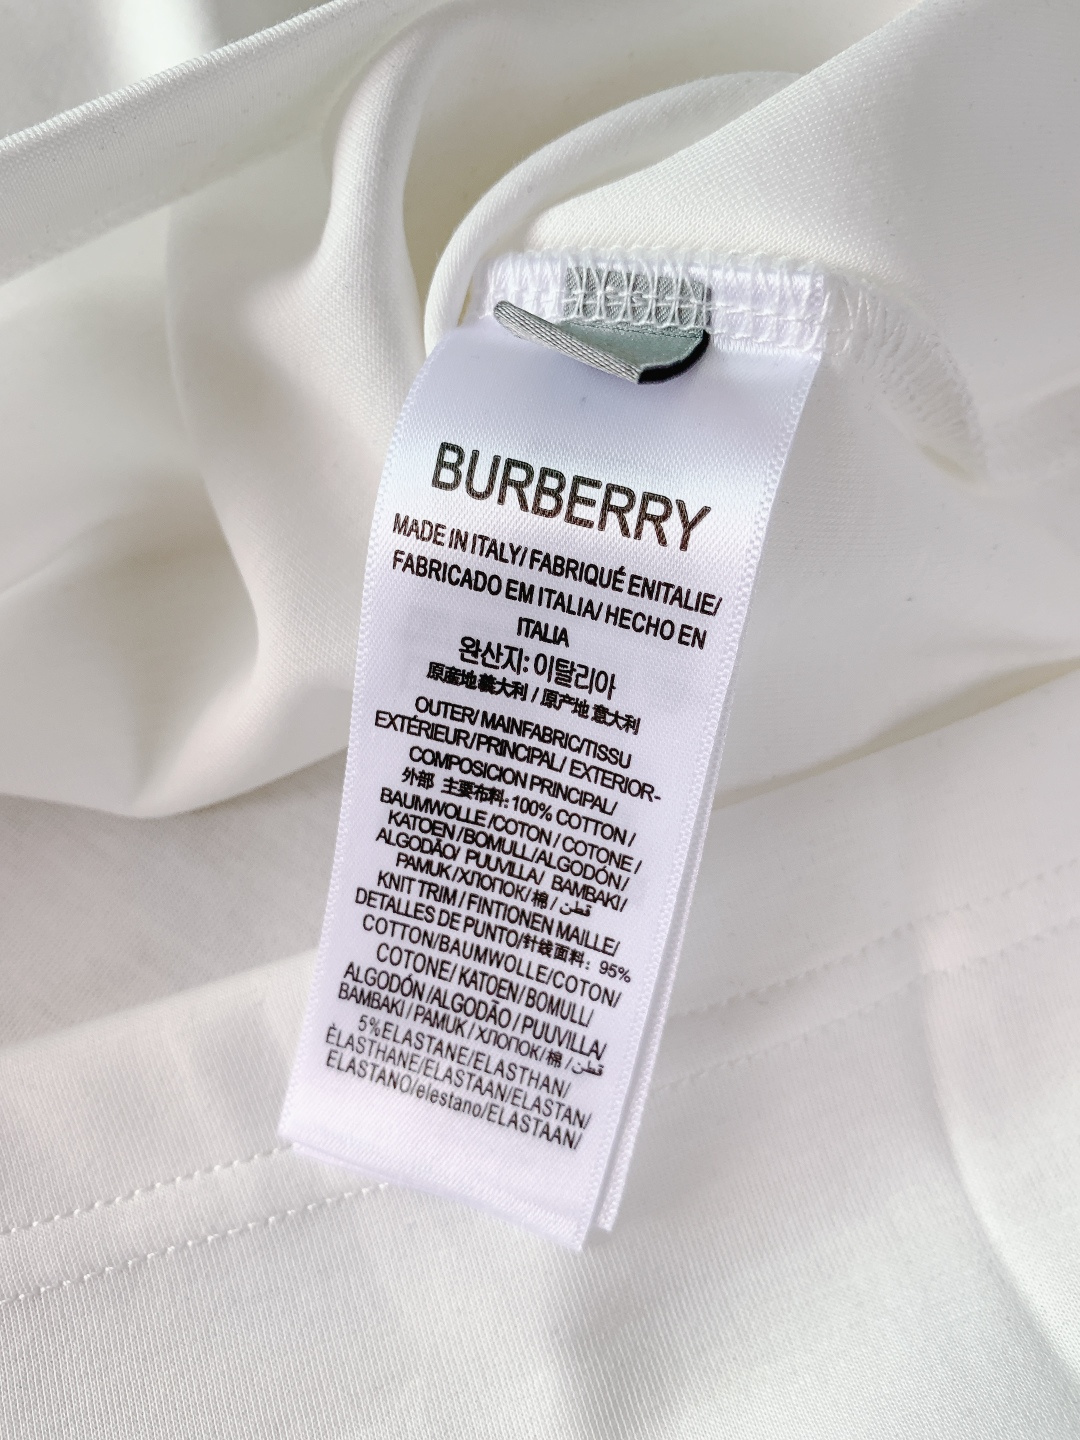 BURBERRY
MADE IN ITALY/ FABRIQUÉ ENITALIE/
FABRICADO EM ITALIA/ HECHO EN
ITALIA
완산지: 이탈리아
原産地義大利 / 原产地 意大利
OUTER/ MAINFABRIC/TISSU
EXTÉRIEUR/PRINCIPAL/ EXTERIOR-
COMPOSICION PRINCIPAL/
外部 主要布料: 100% COTTON /
BAUMWOLLE /COTON / COTONE /
KATOEN /BOMULL/ALGODÓN /
ALGODÃO/ PUUVILLA/ BAMBAKI/
PAMUK /ХЛОПОК/ 棉 / قطن
KNIT TRIM / FINTIONEN MAILLE/
DETALLES DE PUNTO/针线面料: 95%
COTTON/BAUMWOLLE/COTON/
COTONE/ KATOEN/BOMULL/
ALGODÓN /ALGODÃO / PUUVILLA/
BAMBAKI / PAMUK / ХЛОПОК/ 棉 / قطن
5%ELASTANE/ELASTHAN/
ÉLASTHANE/ELASTAAN/ELASTAN/
ELASTANO/elestano/ELASTAAN/